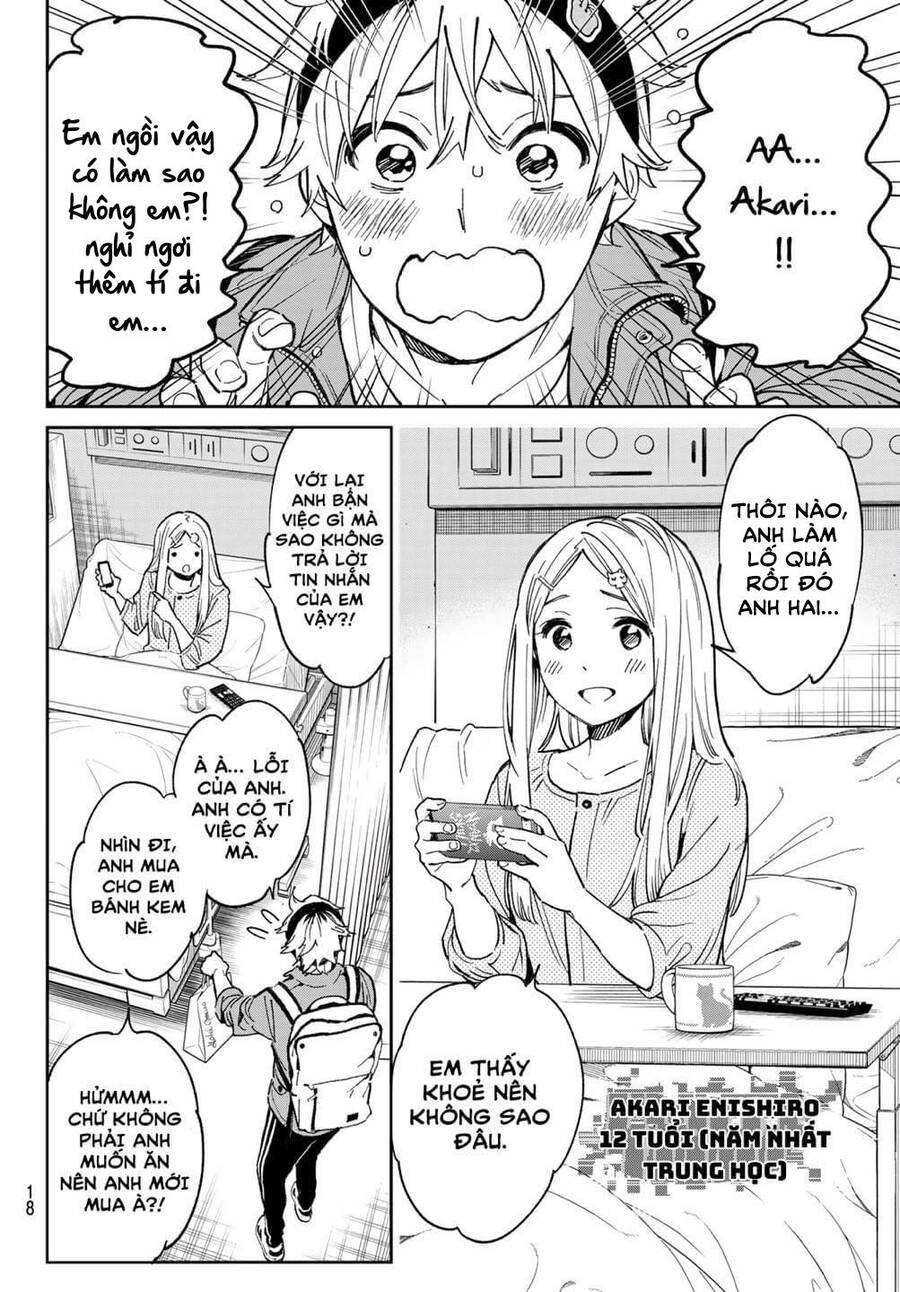 AA...
Akari...
!!
Em ngồi vậy
có làm sao
không em?!
nghỉ ngơi
thêm tí đi
em...
THÔI NÀO,
ANH LÀM
LỐ QUÁ
RỒI ĐÓ
ANH HAI...
EM THẤY
KHOẺ NÊN
KHÔNG SAO
ĐÂU.
AKARI ENISHIRO
12 TUỔI (NĂM NHẤT
TRUNG HỌC)
VỚI LẠI
ANH BẬN
VIỆC GÌ MÀ
SAO KHÔNG
TRẢ LỜI
TIN NHẮN
CỦA EM
VẬY?!
À À... LỖI
CỦA ANH.
ANH CÓ TÍ
VIỆC ẤY
MÀ.
NHÌN ĐI,
ANH MUA
CHO EM
BÁNH KEM
NÈ.
HỬMMM...
CHỨ KHÔNG
PHẢI ANH
MUỐN ĂN
NÊN ANH MỚI
MUA À?!
18